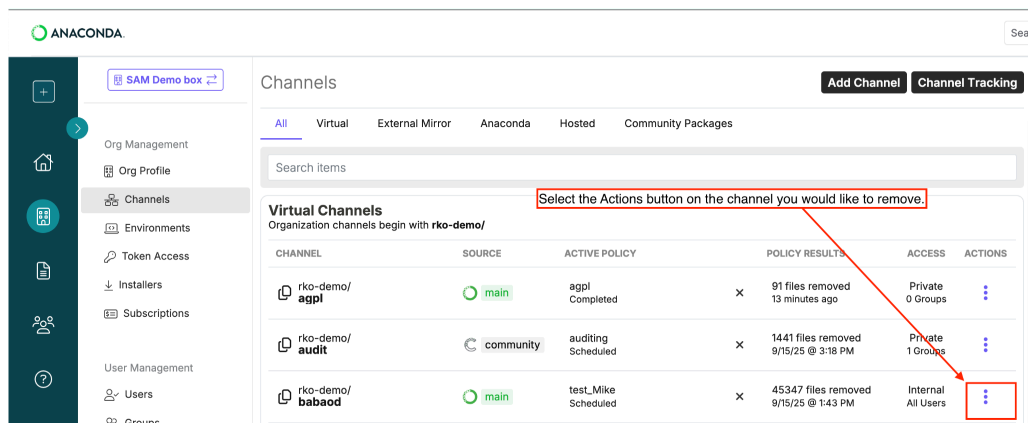 ANACONDA.
Sea
SAM Demo box
Channels
Add Channel
Channel Tracking
All
Virtual
External Mirror
Anaconda
Hosted
Community Packages
Org Management
Org Profile
Channels
Environments
Token Access
Installers
Subscriptions
User Management
Users
Groups
Search items
Select the Actions button on the channel you would like to remove.
Virtual Channels
Organization channels begin with rko-demo/
CHANNEL SOURCE ACTIVE POLICY POLICY RESULTS ACCESS ACTIONS
rko-demo/ agpl 91 files removed Private
agpl main Completed 13 minutes ago 0 Groups
rko-demo/ auditing 1441 files removed Private
audit community Scheduled 9/15/25 @ 3:18 PM 1 Groups
rko-demo/ test_Mike 45347 files removed Internal
babaod main Scheduled 9/15/25 @ 1:43 PM All Users